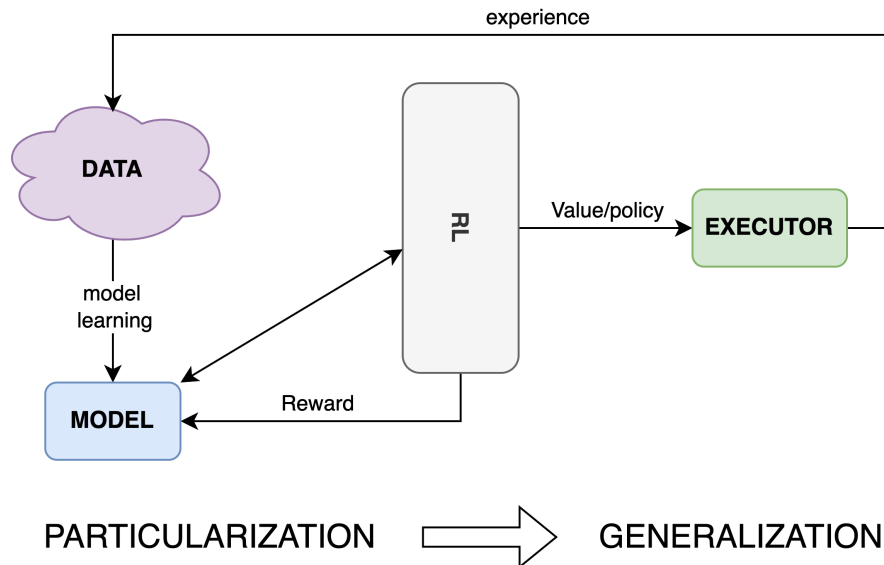 experience
DATA
RL
Value/policy
EXECUTOR
model
learning
MODEL
Reward
PARTICULARIZATION
GENERALIZATION